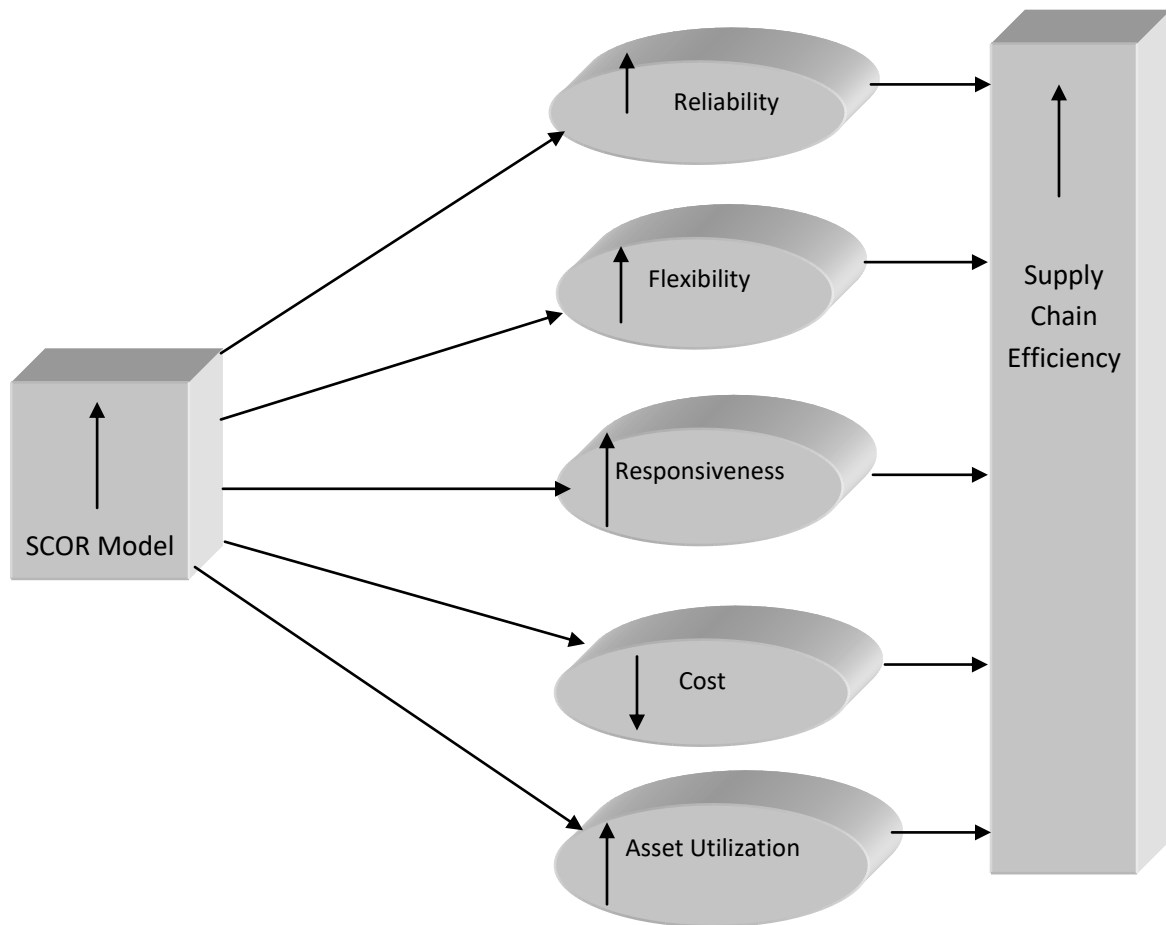 Reliability
Flexibility
Supply
Chain
Efficiency
Responsiveness
SCOR Model
Cost
Asset Utilization